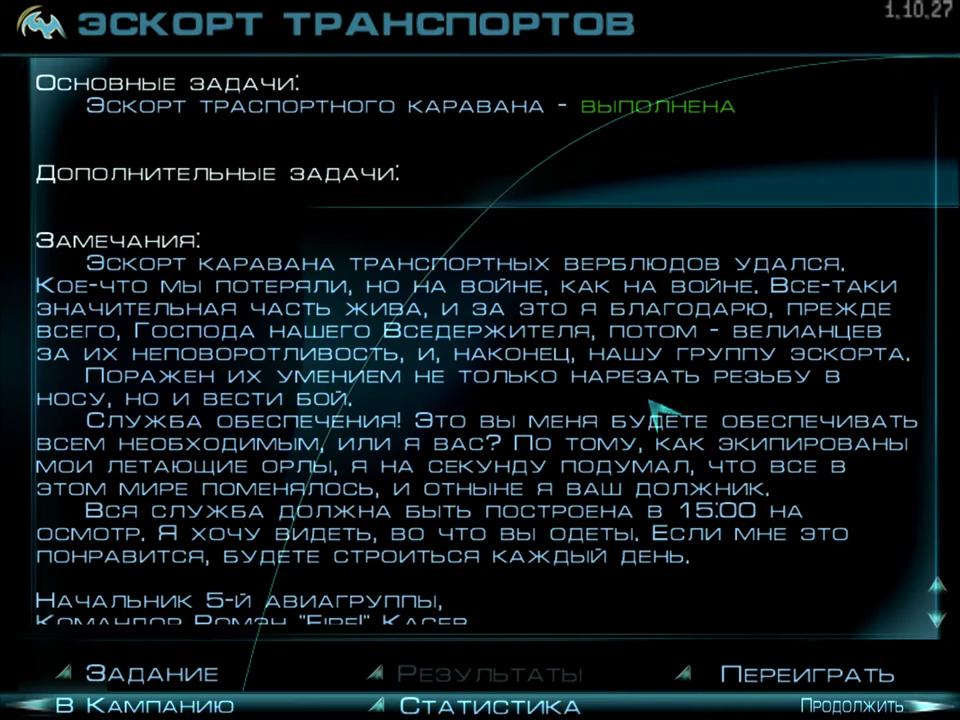 Эскорт транспортов
1.10.27
Основные задачи:
Эскорт траспортного каравана - выполнена
Дополнительные задачи:
Замечания:
Эскорт каравана транспортных верблюдов удался.
Кое-что мы потеряли, но на войне, как на войне. Все-таки
значительная часть жива, и за это я благодарю, прежде
всего, Господа нашего Вседержителя, потом - велианцев
за их неповоротливость, и, наконец, нашу группу эскорта.
Поражен их умением не только нарезать резьбу в
носу, но и вести бой.
Служба обеспечения! Это вы меня будете обеспечивать
всем необходимым, или я вас? По тому, как экипированы
мои летающие орлы, я на секунду подумал, что все в
этом мире поменялось, и отныне я ваш должник.
Вся служба должна быть построена в 15:00 на
осмотр. Я хочу видеть, во что вы одеты. Если мне это
понравится, будете строиться каждый день.
Начальник 5-й авиагруппы,
Командор Роман "Fire!" Касев
Задание
Результаты
Переиграть
В Кампанию
Статистика
Продолжить